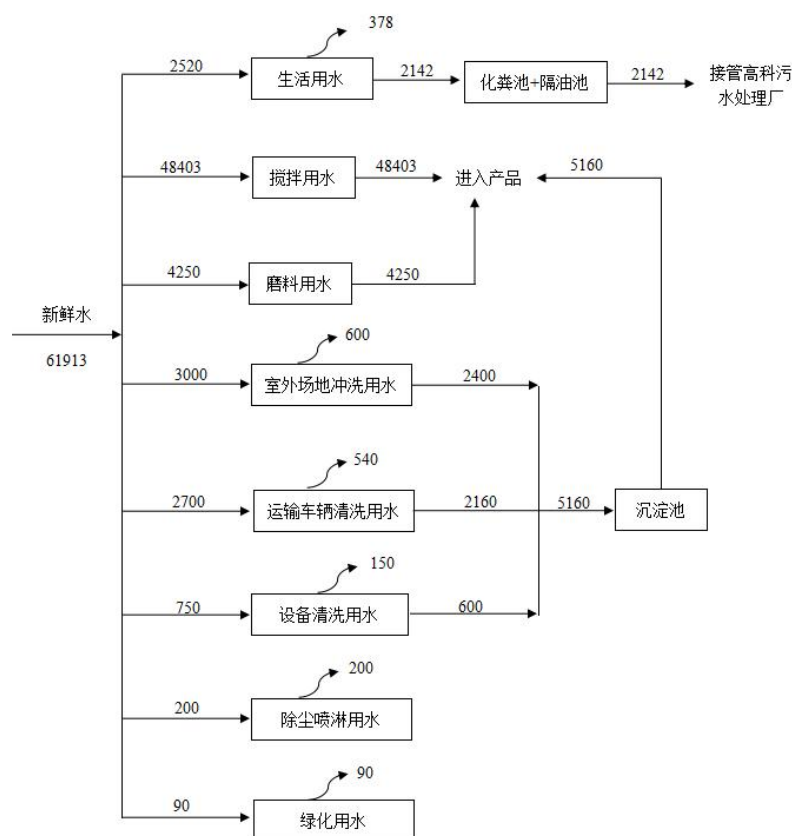 378
2520
生活用水
2142
化粪池+隔油池
2142
接管高科污
水处理厂
48403
搅拌用水
48403
进入产品
5160
4250
磨料用水
4250
新鲜水
61913
600
3000
室外场地冲洗用水
2400
540
2700
运输车辆清洗用水
2160
5160
沉淀池
150
750
设备清洗用水
600
200
200
除尘喷淋用水
90
90
绿化用水